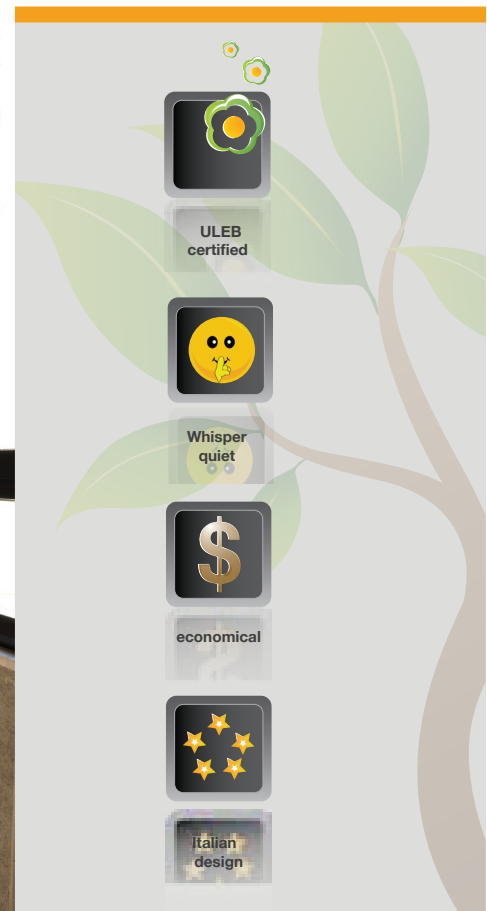 ULEB
certified
Whisper
quiet
$
economical
Italian
design